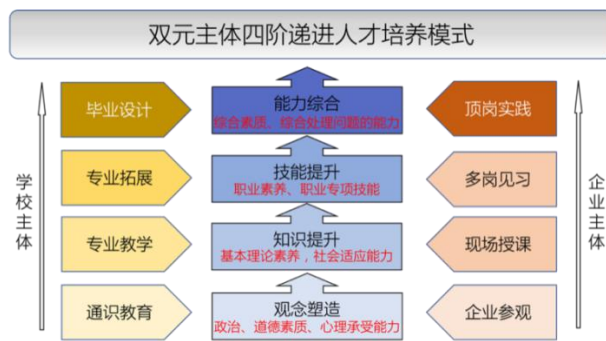 双元主体四阶递进人才培养模式
毕业设计
能力综合
综合素质、综合处理问题的能力
顶岗实践
专业拓展
技能提升
职业素养、职业专项技能
多岗见习
学校主体
企业主体
专业教学
知识提升
基本理论素养，社会适应能力
现场授课
通识教育
观念塑造
政治、道德素质、心理承受能力
企业参观